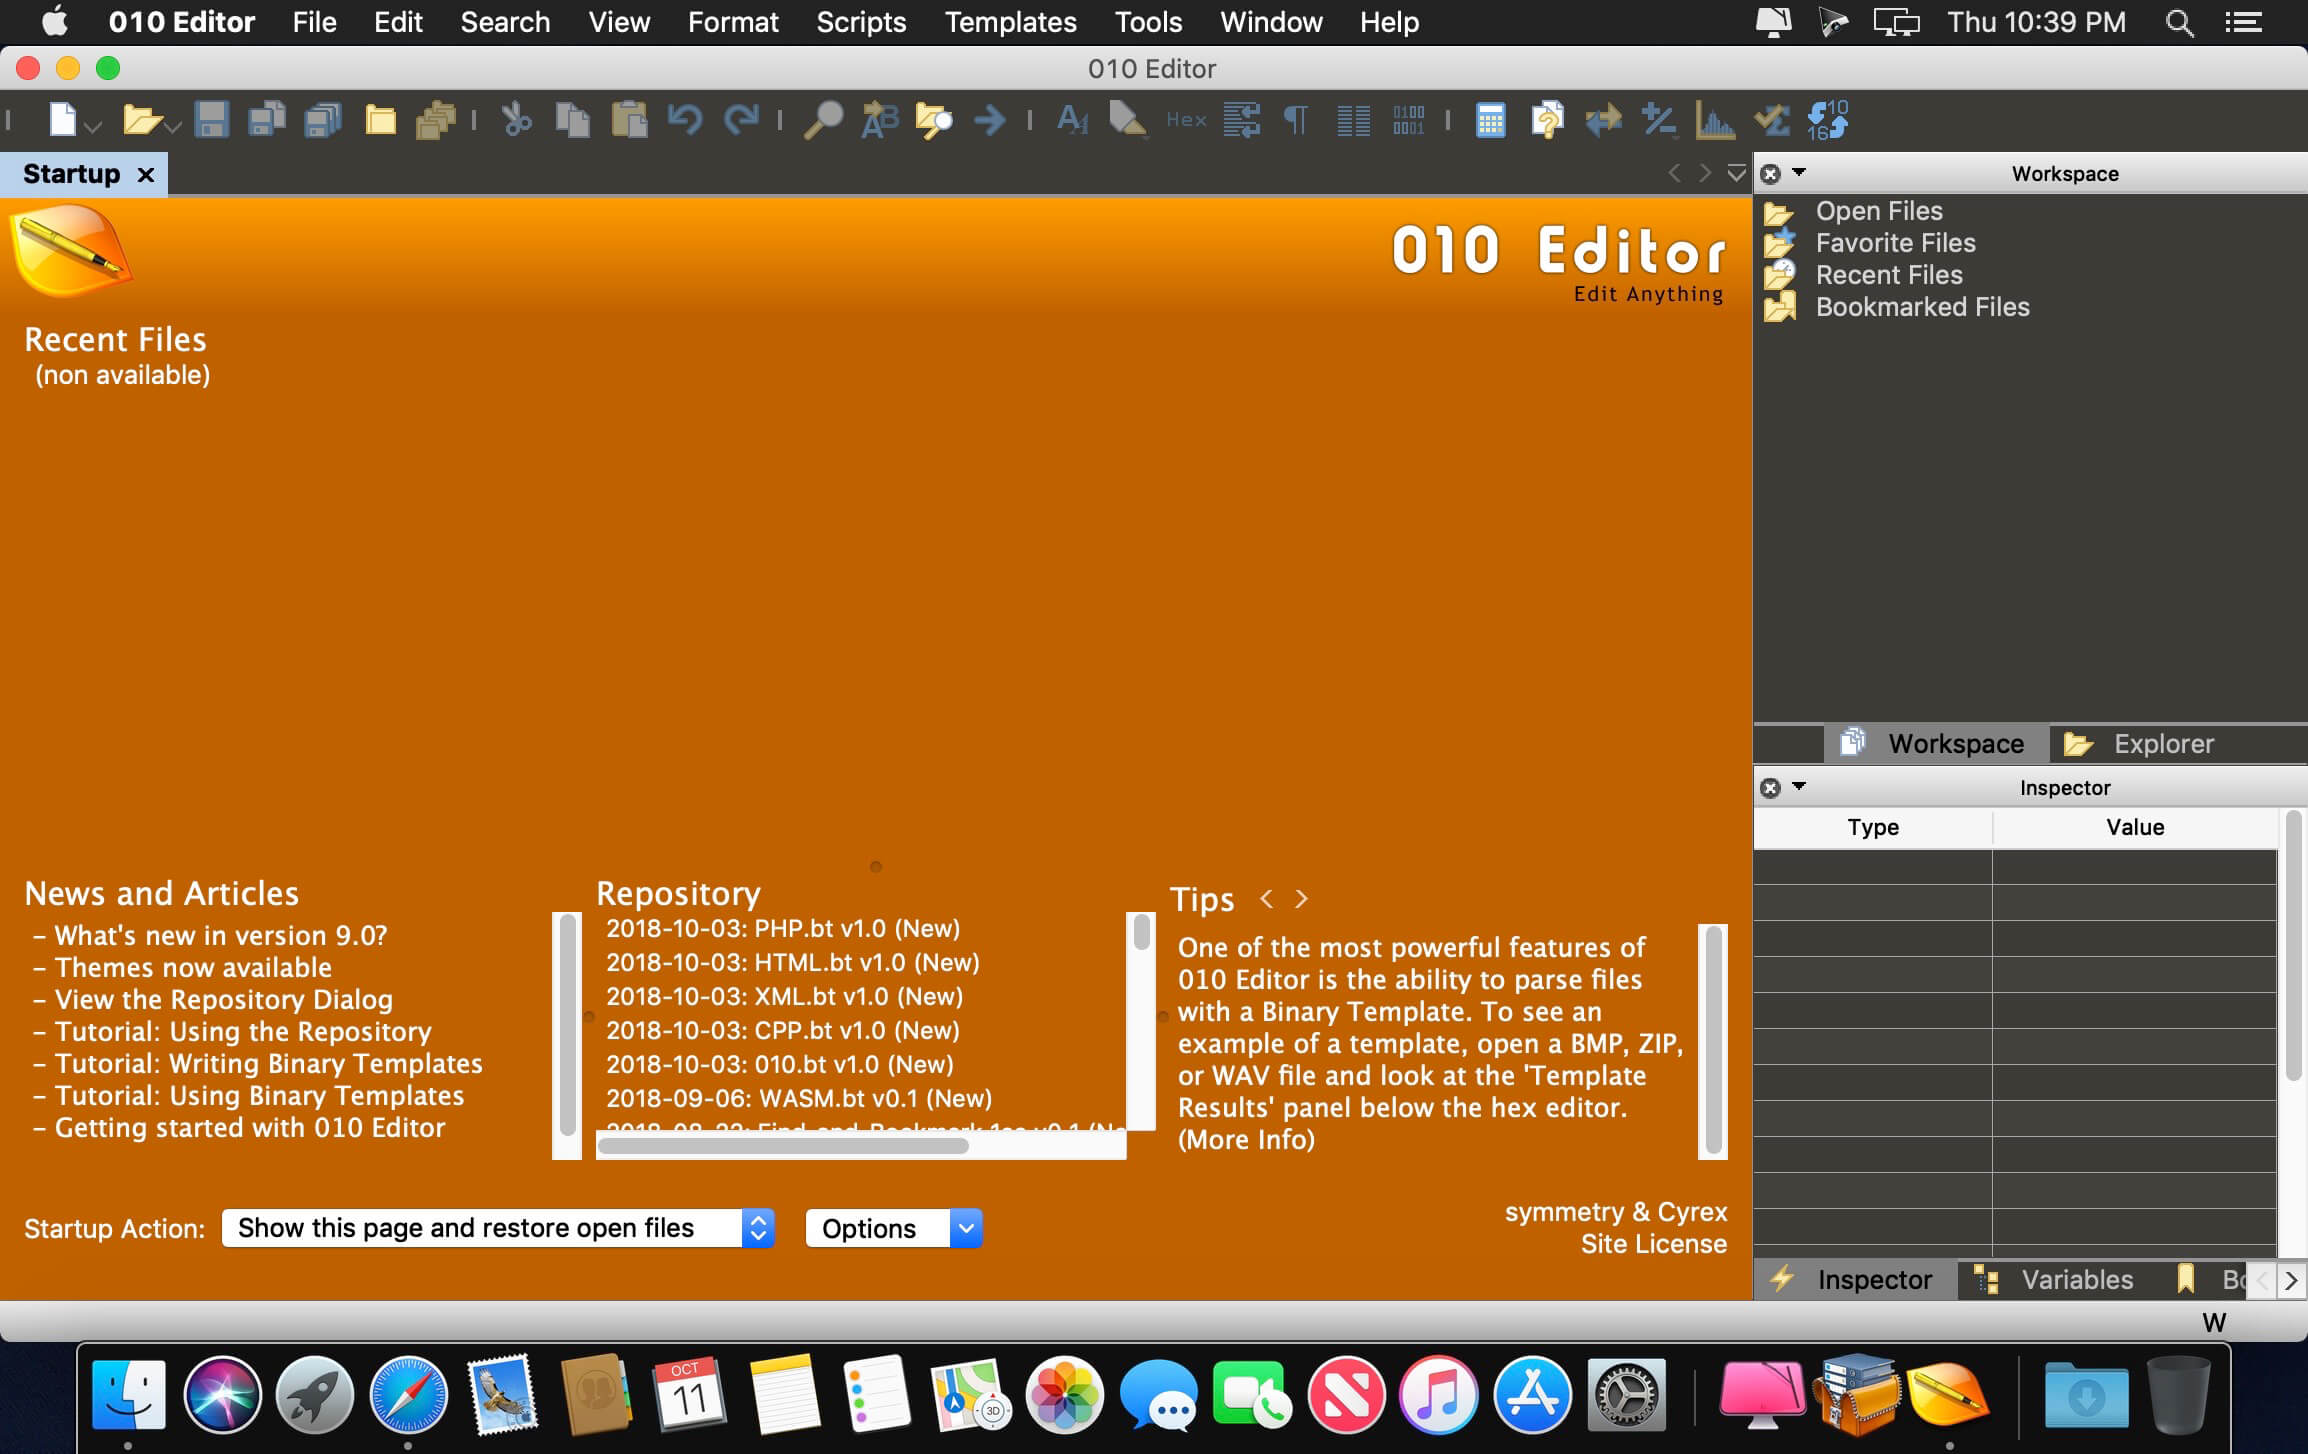 010 Editor File Edit Search View Format Scripts Templates Tools Window Help Thu 10:39 PM
010 Editor
Hex 0100 0001 10 16
Startup
Workspace
010 Editor
Edit Anything
Open Files
Favorite Files
Recent Files
Bookmarked Files
Recent Files
(non available)
Workspace Explorer
Inspector
Type Value
News and Articles
- What's new in version 9.0?
- Themes now available
- View the Repository Dialog
- Tutorial: Using the Repository
- Tutorial: Writing Binary Templates
- Tutorial: Using Binary Templates
- Getting started with 010 Editor
Repository
2018-10-03: PHP.bt v1.0 (New)
2018-10-03: HTML.bt v1.0 (New)
2018-10-03: XML.bt v1.0 (New)
2018-10-03: CPP.bt v1.0 (New)
2018-10-03: 010.bt v1.0 (New)
2018-09-06: WASM.bt v0.1 (New)
Tips < >
One of the most powerful features of
010 Editor is the ability to parse files
with a Binary Template. To see an
example of a template, open a BMP, ZIP,
or WAV file and look at the 'Template
Results' panel below the hex editor.
(More Info)
Startup Action: Show this page and restore open files Options
symmetry & Cyrex
Site License
Inspector Variables
W
OCT
11
3D